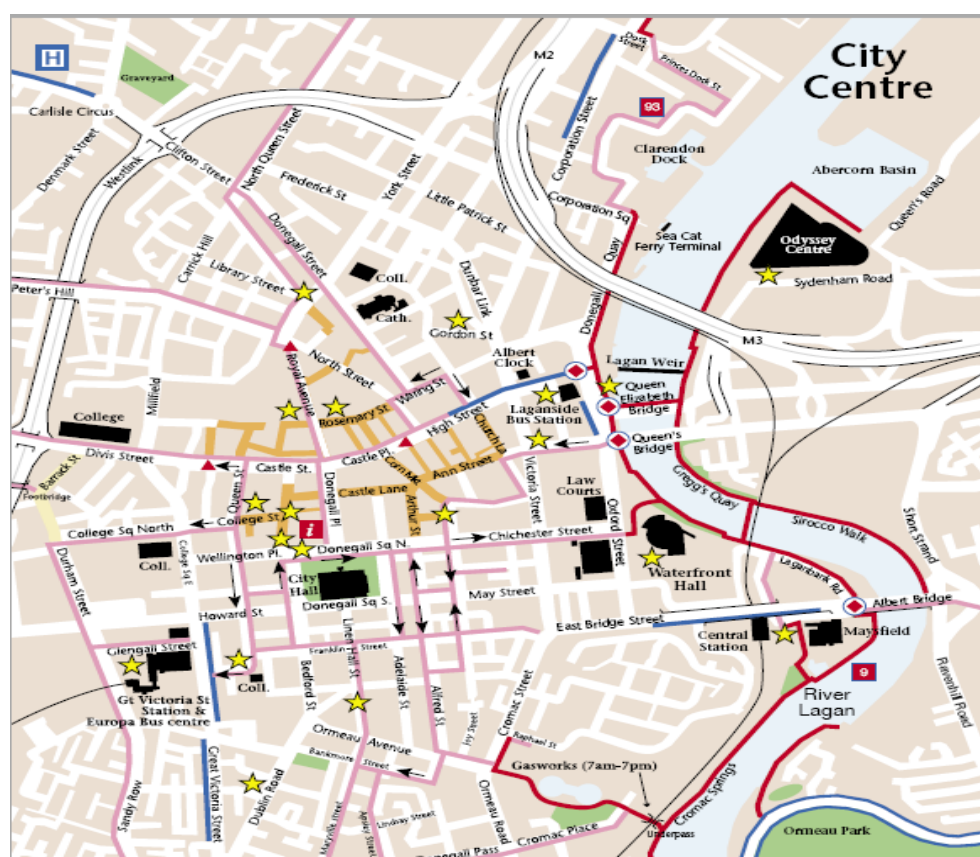 City
Centre
H
Graveyard
Carlisle Circus
Denmark Street
Westlink
Clifton Street
North Queen Street
Frederick St
York Street
Little Patrick St
M2
Dock
Street
Princes Dock St
93
Corporation Street
Clarendon
Dock
Corporation Sq
Abercorn Basin
Queen's Road
Sea Cat
Ferry Terminal
Odyssey
Centre
Sydenham Road
Carrick Hill
Library Street
Donegall Street
Coll.
Cath.
Dunbar Link
Gordon St
Donegall
Quay
Peter's Hill
M3
North Street
Royal Avenue
Waring St
Albert
Clock
Lagan Weir
Queen
Elizabeth
Bridge
Millfield
College
Rosemary St
High Street
Church La
Laganside
Bus Station
Queen's
Bridge
Divis Street
Castle St.
Castle Pl.
Corn Mkt
Ann Street
Victoria Street
Barrack St
Footbridge
Queen St
Donegall Pl
Castle Lane
Arthur St
Law
Courts
Oxford
Street
Gregg's Quay
Sirocco Walk
Short Strand
College Sq North
College St
i
Chichester Street
Coll.
College Sq E
Wellington Pl.
Donegall Sq N.
Waterfront
Hall
Laganbank Rd
Durham Street
City
Hall
Donegall Sq S.
May Street
Albert Bridge
Howard St
East Bridge Street
Central
Station
Maysfield
Glengall Street
Franklin
Street
Linen Hall St
Adelaide St
Alfred St
Coll.
Bedford St
Gt Victoria St
Station &
Europa Bus centre
9
River
Lagan
Ravenhill Road
Cromac Street
Joy Street
Raphael St
Ormeau Avenue
Bankmore
Street
Gasworks (7am-7pm)
Great Victoria Street
Dublin Road
Sandy Row
Ormeau Road
Cromac Springs
Lindsay Street
Cromac Place
Underpass
Ormeau Park